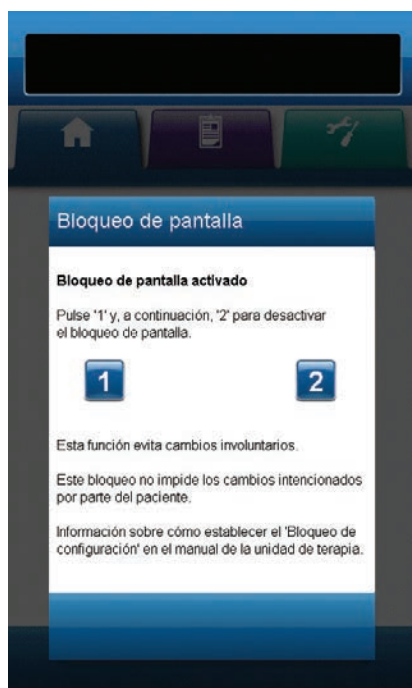 Bloqueo de pantalla
Bloqueo de pantalla activado
Pulse '1' y, a continuación, '2' para desactivar
el bloqueo de pantalla.
1 2
Esta función evita cambios involuntarios.
Este bloqueo no impide los cambios intencionados
por parte del paciente.
Información sobre cómo establecer el 'Bloqueo de
configuración' en el manual de la unidad de terapia.